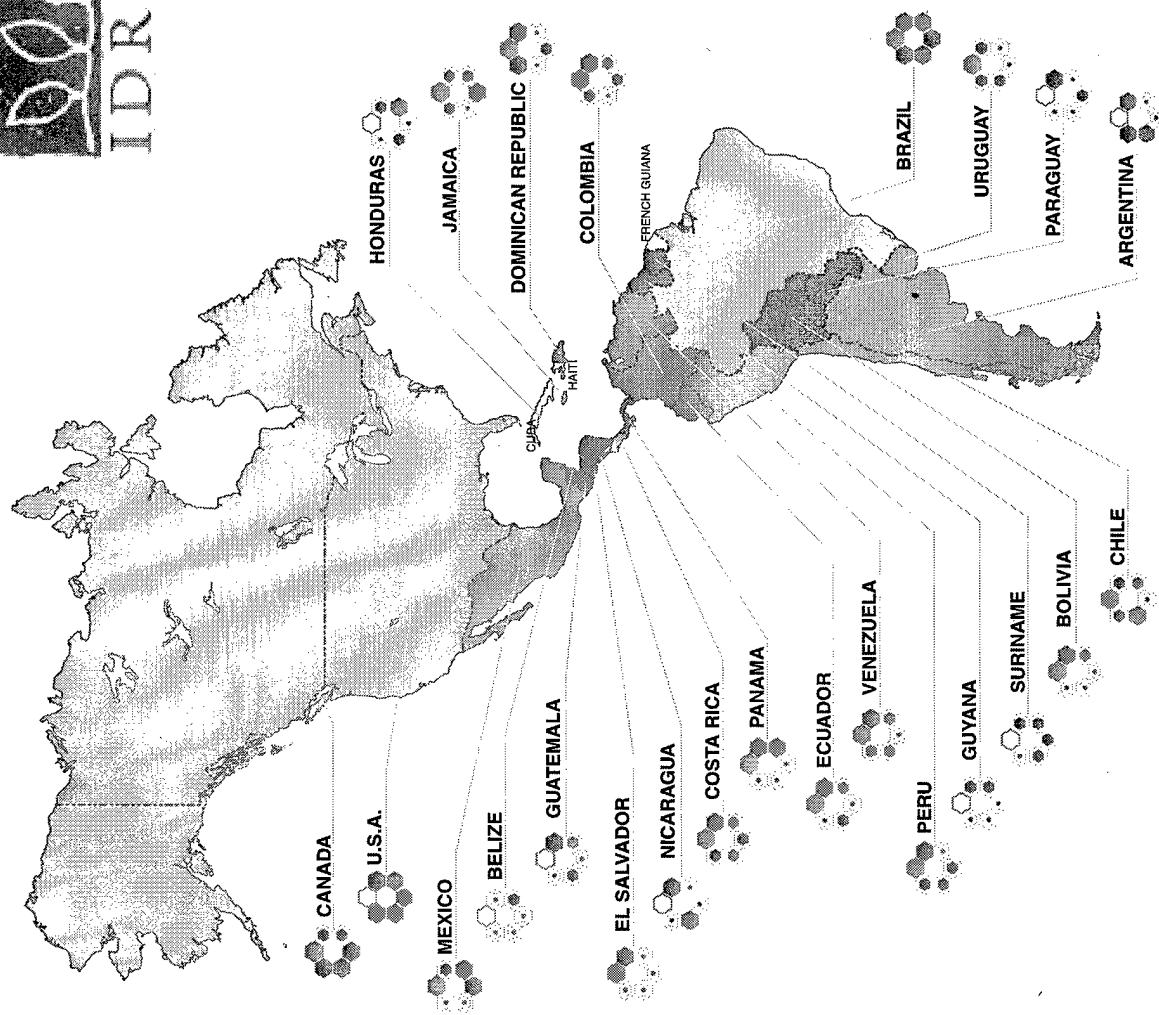 IDR
CANADA
U.S.A.
MEXICO
BELIZE
GUATEMALA
EL SALVADOR
NICARAGUA
COSTA RICA
PANAMA
ECUADOR
VENEZUELA
PERU
GUYANA
SURINAME
BOLIVIA
CHILE
HONDURAS
JAMAICA
DOMINICAN REPUBLIC
COLOMBIA
FRENCH GUIANA
CUBA
HAITI
BRAZIL
URUGUAY
PARAGUAY
ARGENTINA